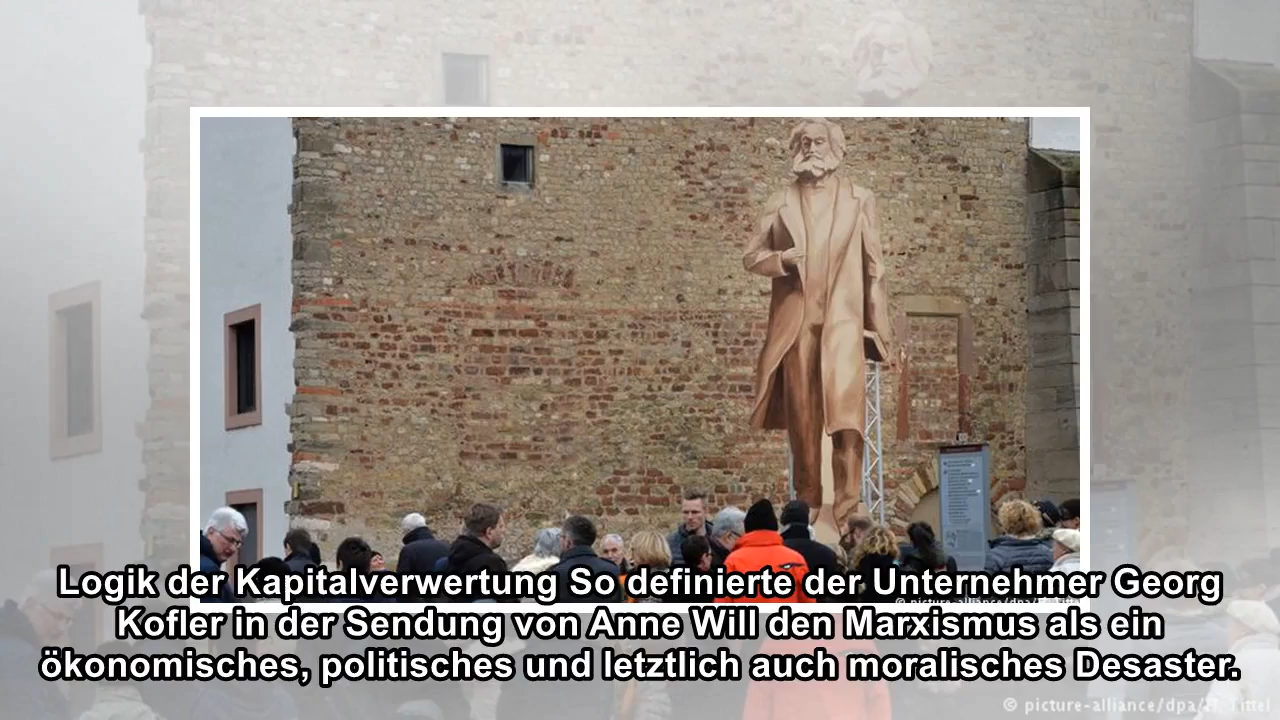 Logik der Kapitalverwertung So definierte der Unternehmer Georg
Kofler in der Sendung von Anne Will den Marxismus als ein
ökonomisches, politisches und letztlich auch moralisches Desaster.
© picture-alliance/dpa/H. Tittel